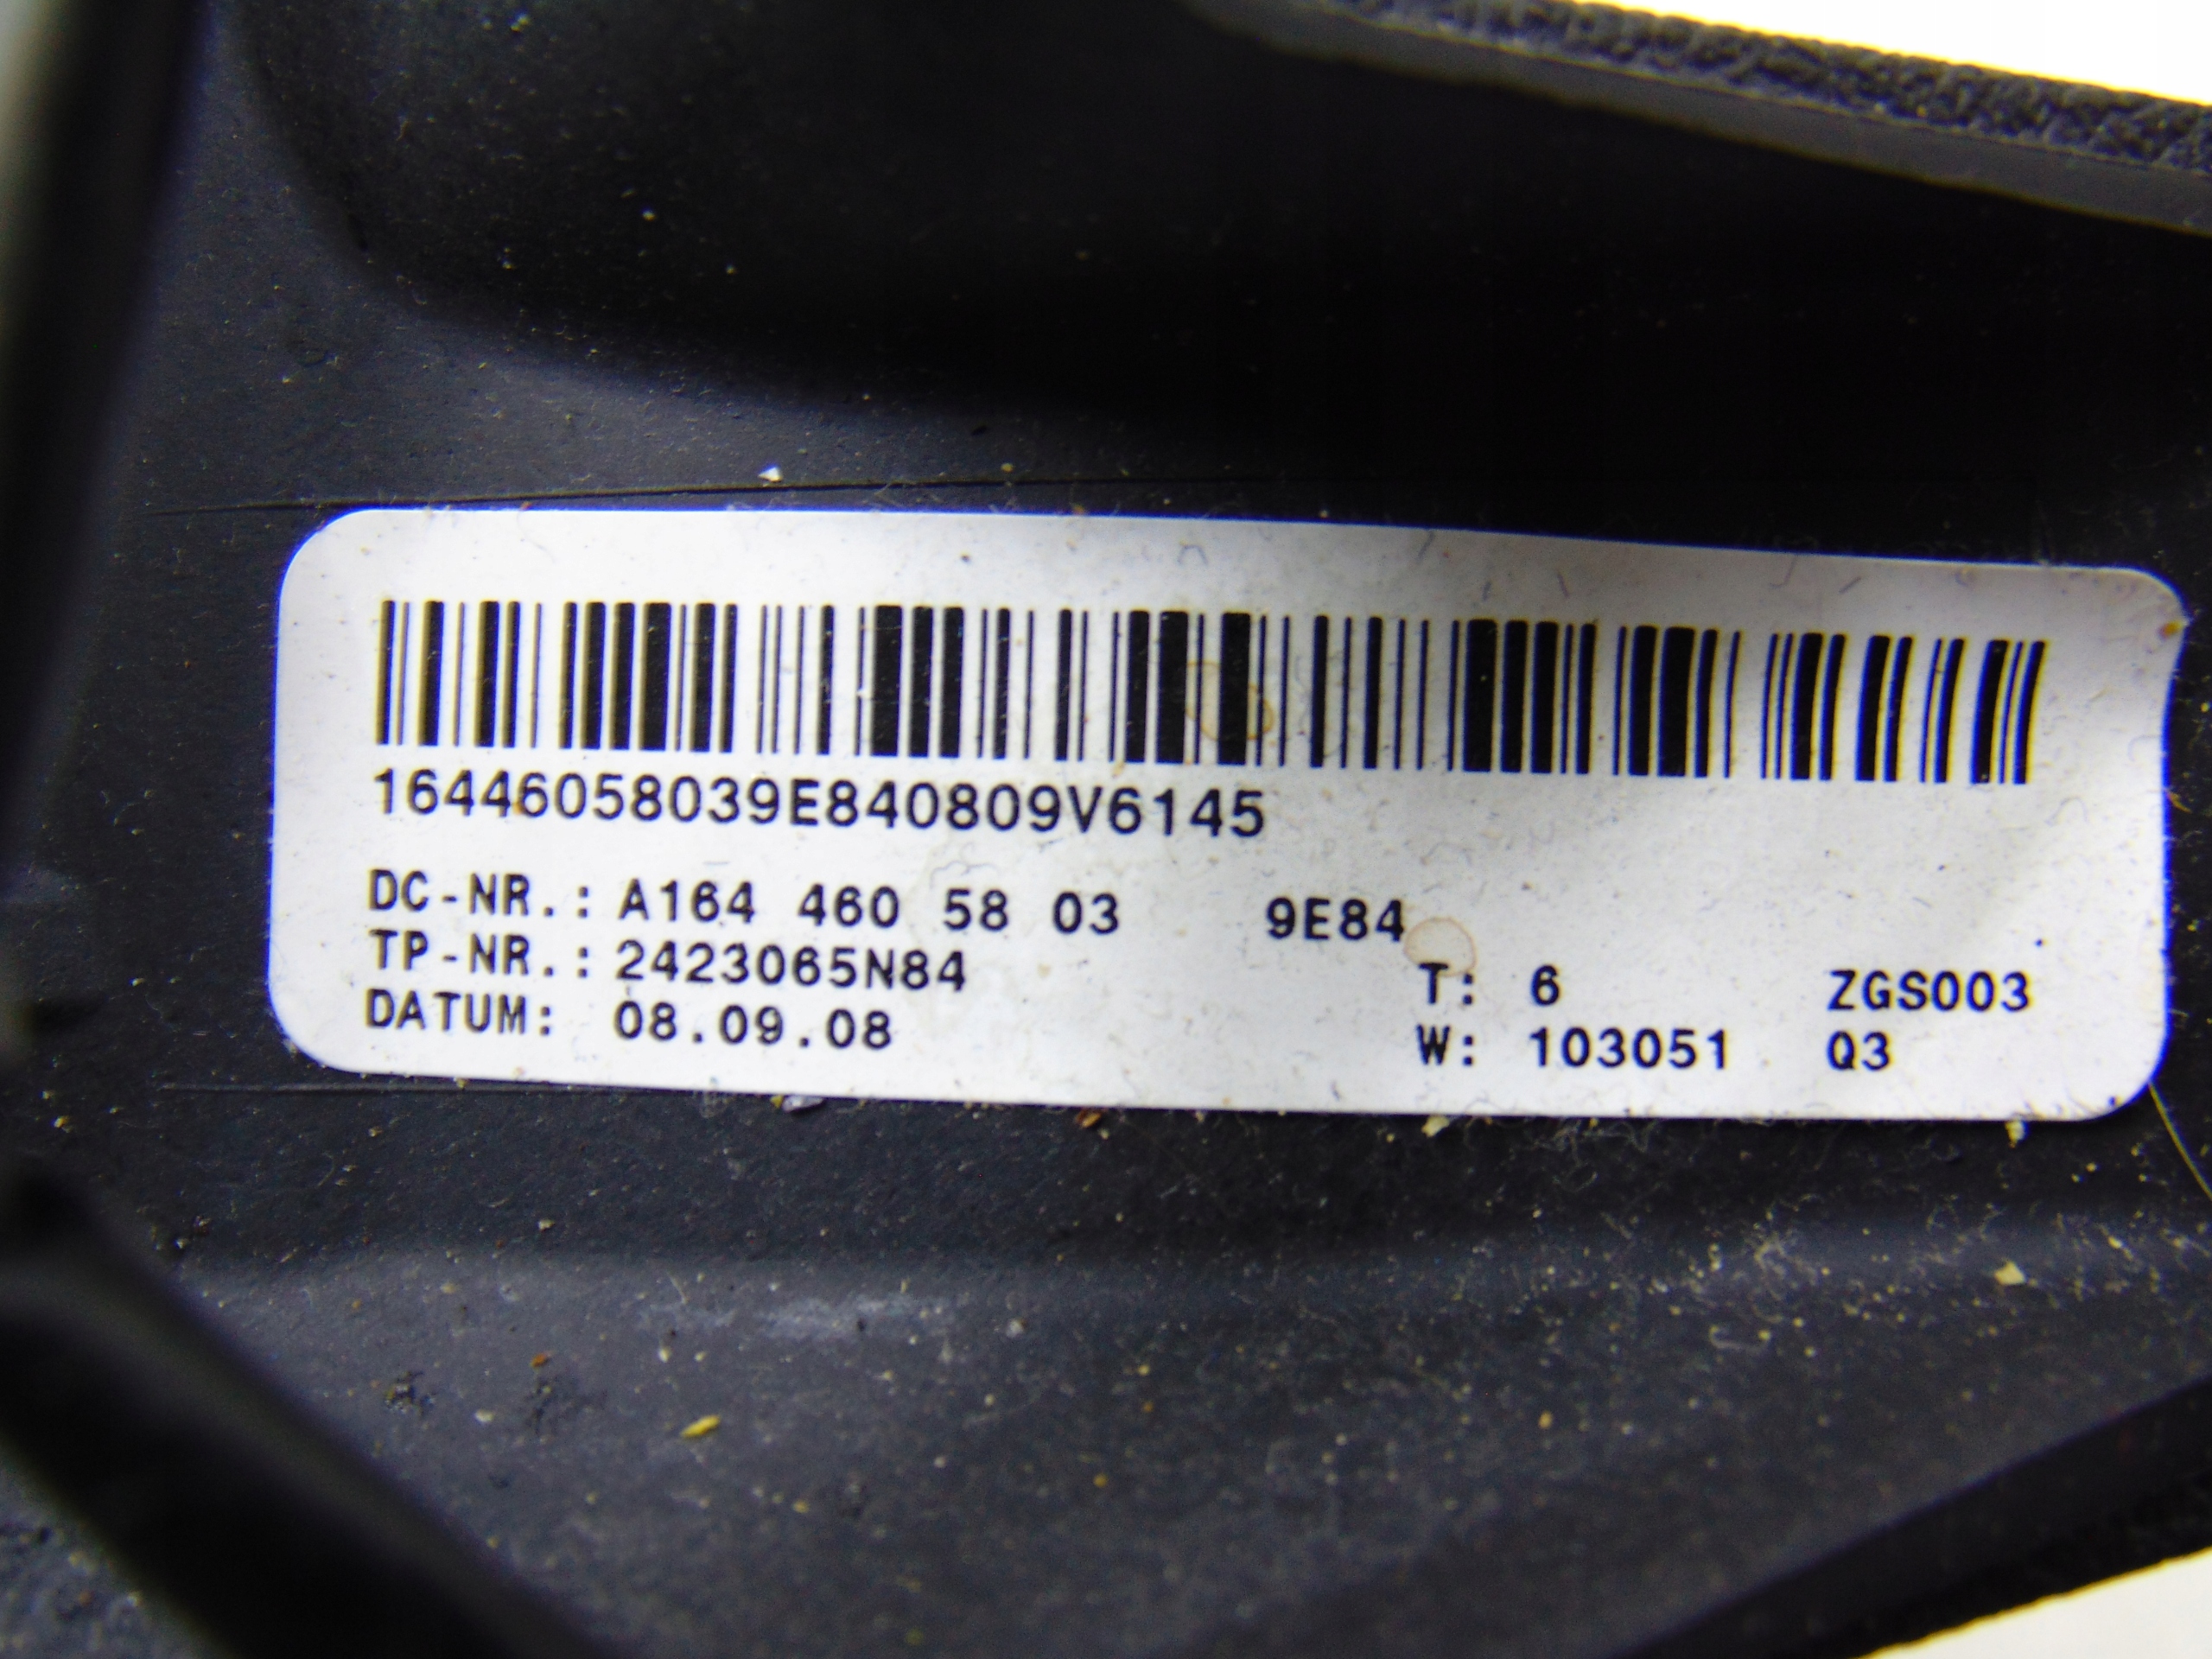 16446058039E840809V6145
DC-NR.: A164 460 58 03 9E84
TP-NR.: 2423065N84
T: 6 ZGS003
DATUM: 08.09.08
W: 103051 Q3